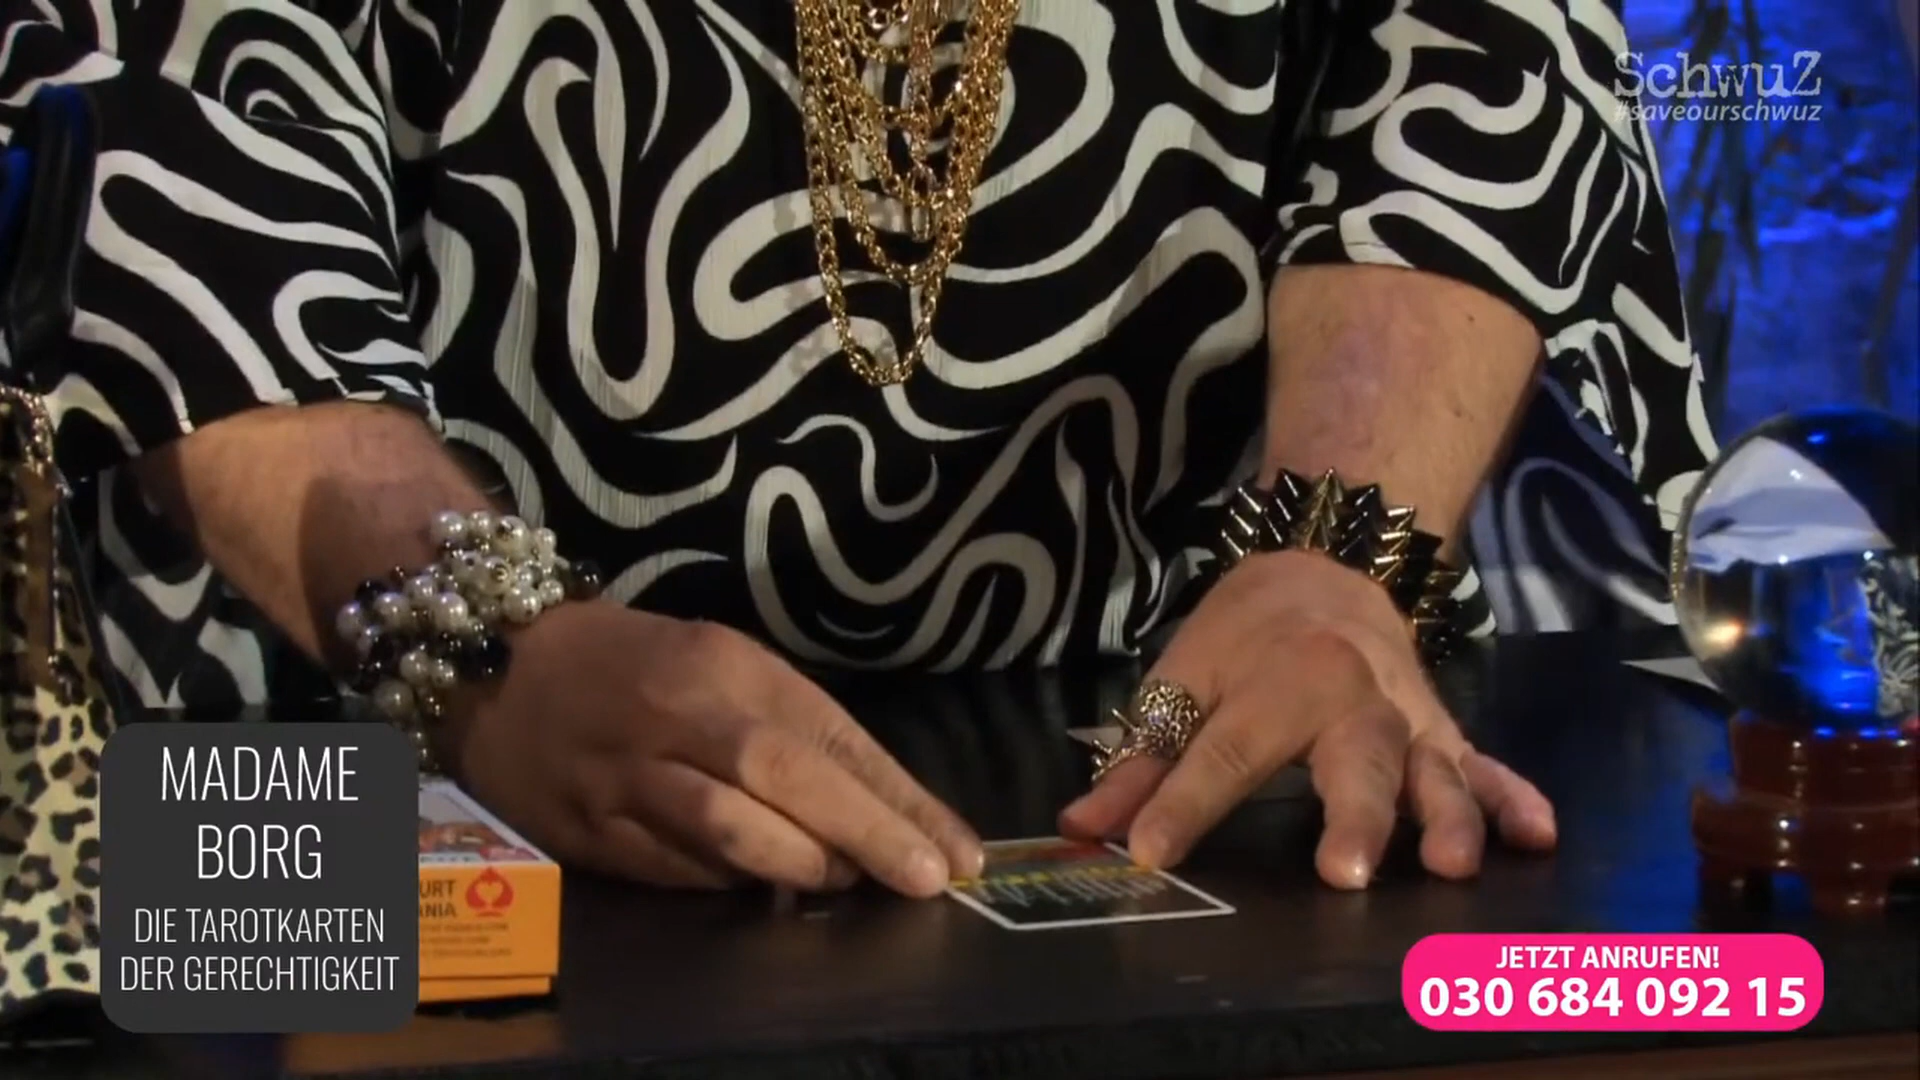 SchwuZ
#saveourschwuz
MADAME
BORG
DIE TAROTKARTEN
DER GERECHTIGKEIT
JETZT ANRUFEN!
030 684 092 15